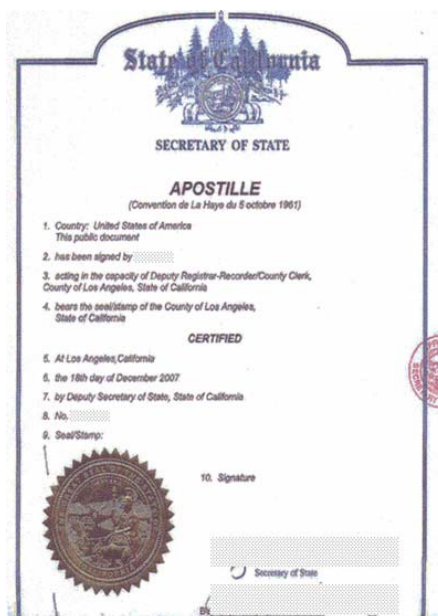 State of California
SECRETARY OF STATE
APOSTILLE
(Convention de La Haye du 5 octobre 1961)
1. Country: United States of America
This public document
2. has been signed by
3. acting in the capacity of Deputy Registrar-Recorder/County Clerk,
County of Los Angeles, State of California
4. bears the seal/stamp of the County of Los Angeles,
State of California
CERTIFIED
5. At Los Angeles, California
6. the 18th day of December 2007
7. by Deputy Secretary of State, State of California
8. No.
9. Seal/Stamp:
10. Signature
Secretary of State